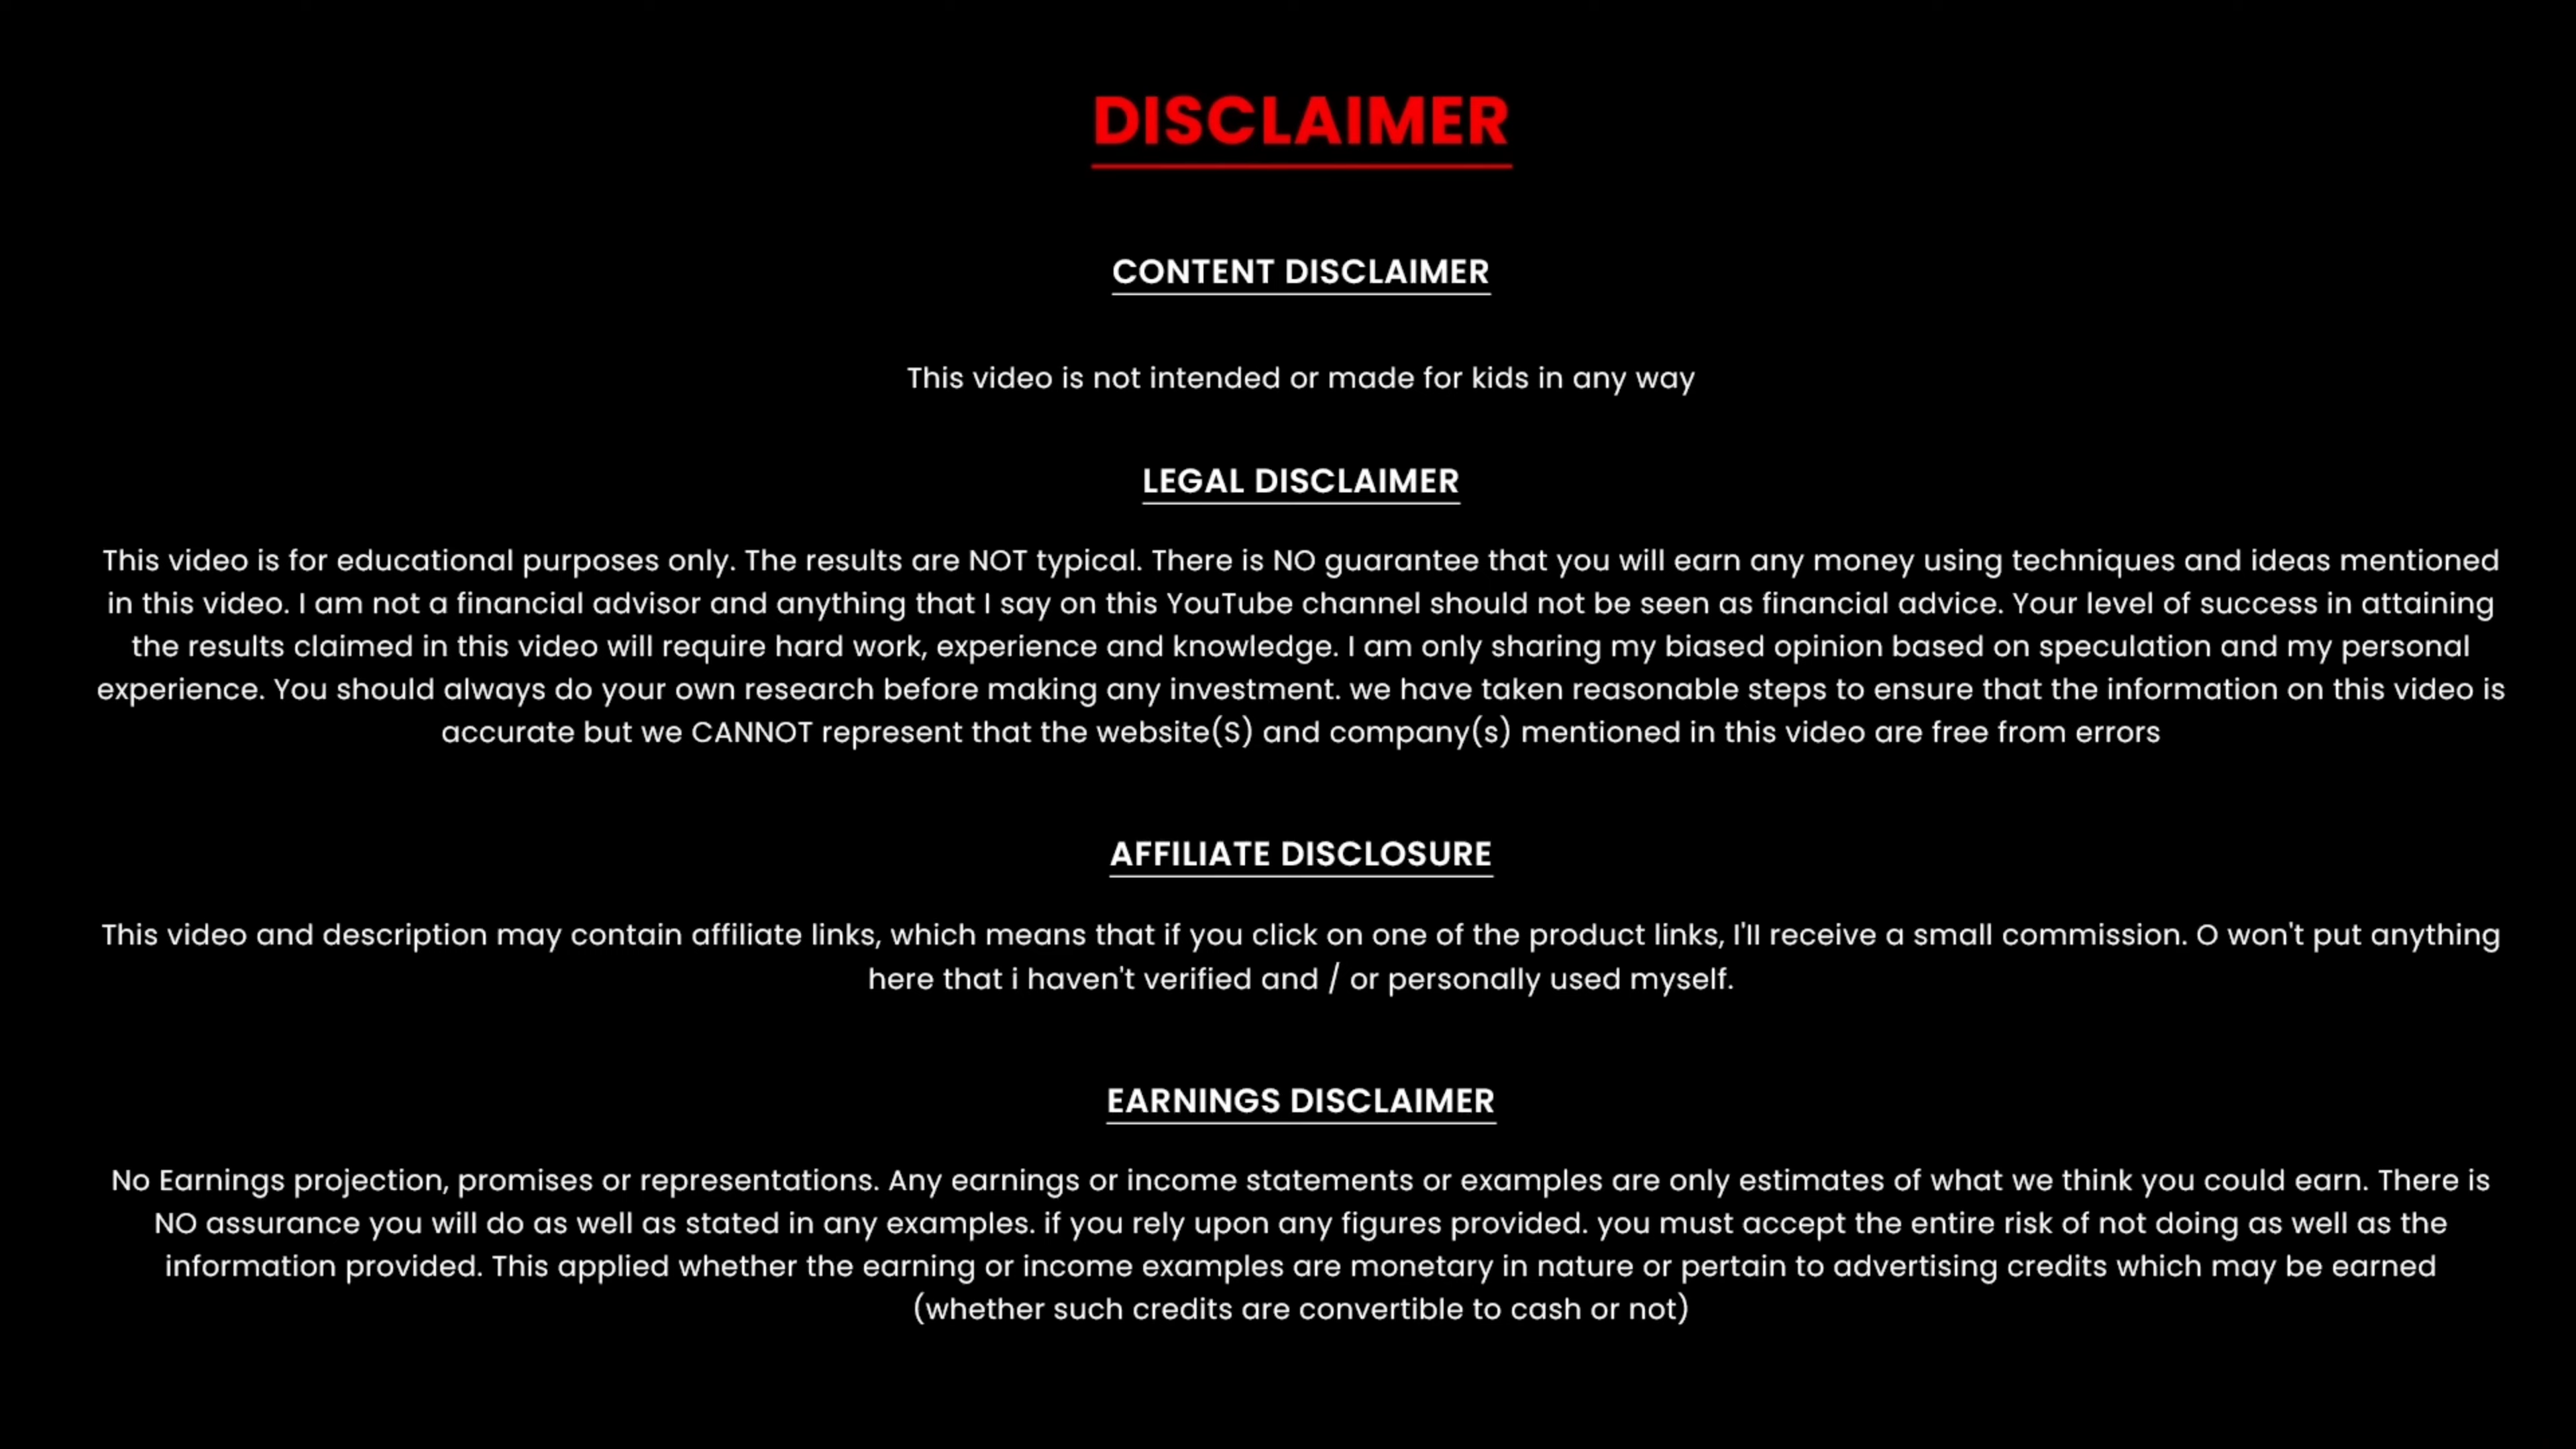 DISCLAIMER
CONTENT DISCLAIMER
This video is not intended or made for kids in any way
LEGAL DISCLAIMER
This video is for educational purposes only. The results are NOT typical. There is NO guarantee that you will earn any money using techniques and ideas mentioned
in this video. I am not a financial advisor and anything that I say on this YouTube channel should not be seen as financial advice. Your level of success in attaining
the results claimed in this video will require hard work, experience and knowledge. I am only sharing my biased opinion based on speculation and my personal
experience. You should always do your own research before making any investment. we have taken reasonable steps to ensure that the information on this video is
accurate but we CANNOT represent that the website(S) and company(s) mentioned in this video are free from errors
AFFILIATE DISCLOSURE
This video and description may contain affiliate links, which means that if you click on one of the product links, I'll receive a small commission. O won't put anything
here that i haven't verified and / or personally used myself.
EARNINGS DISCLAIMER
No Earnings projection, promises or representations. Any earnings or income statements or examples are only estimates of what we think you could earn. There is
NO assurance you will do as well as stated in any examples. if you rely upon any figures provided. you must accept the entire risk of not doing as well as the
information provided. This applied whether the earning or income examples are monetary in nature or pertain to advertising credits which may be earned
(whether such credits are convertible to cash or not)